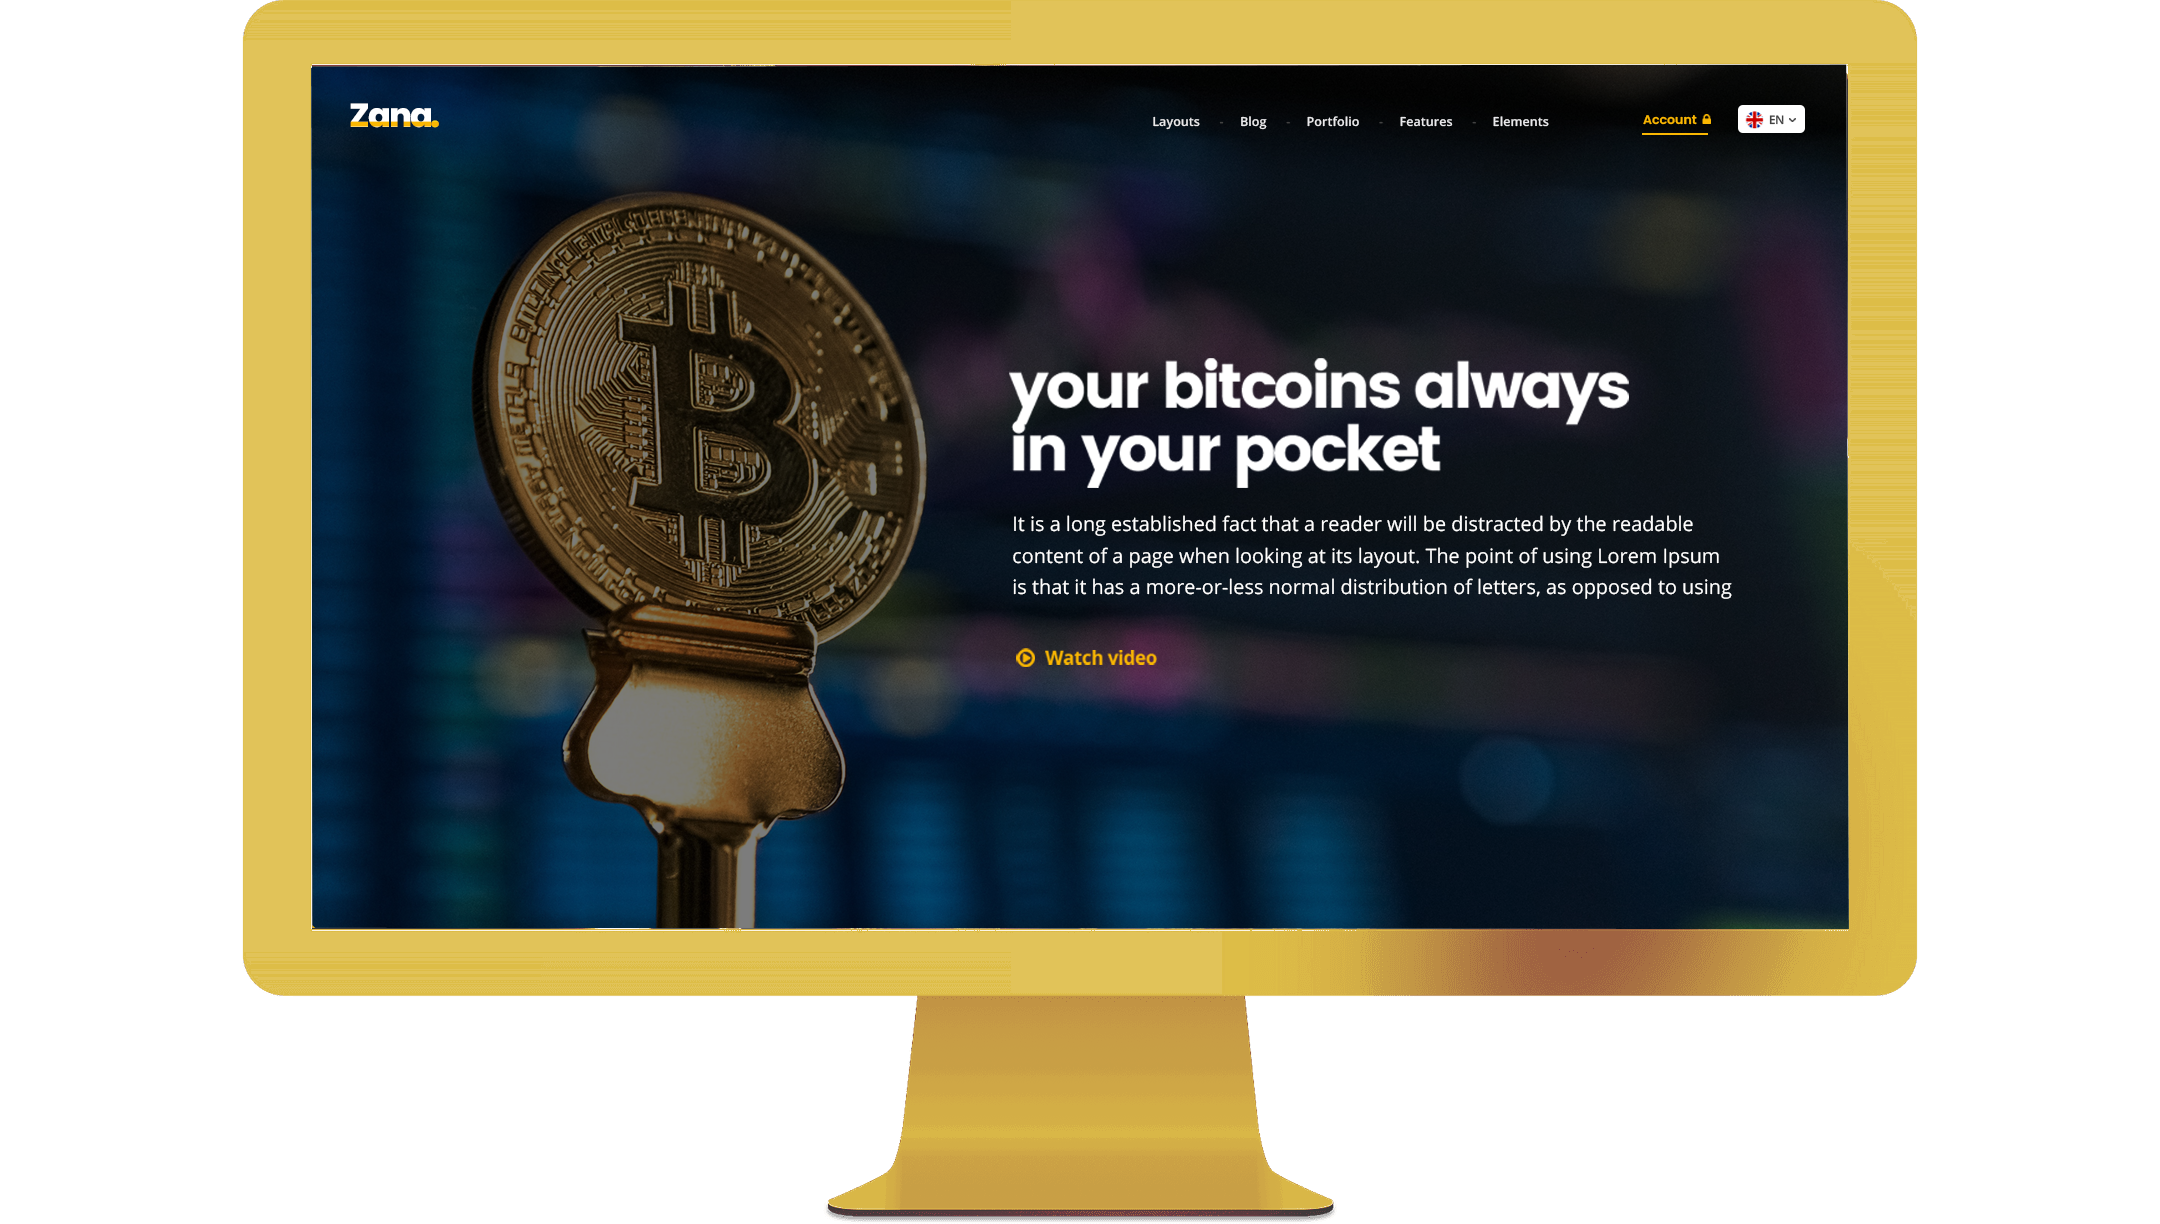 Zana.
Layouts - Blog - Portfolio - Features - Elements
Account
EN
your bitcoins always
in your pocket
It is a long established fact that a reader will be distracted by the readable
content of a page when looking at its layout. The point of using Lorem Ipsum
is that it has a more-or-less normal distribution of letters, as opposed to using
Watch video